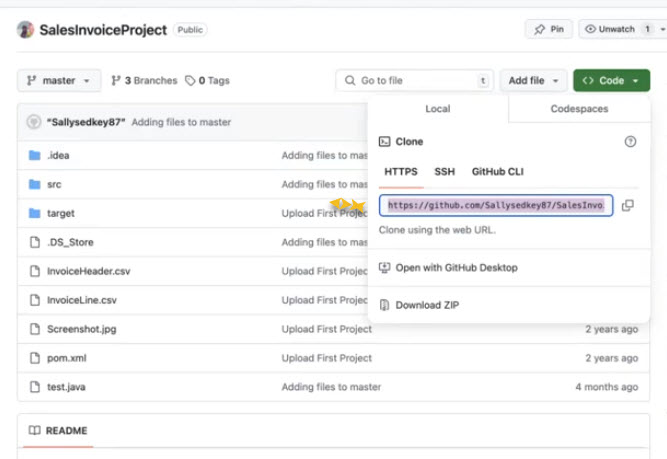 SalesInvoiceProject Public Pin Unwatch 1
master 3 Branches 0 Tags Go to file t Add file Code
"Sallysedkey87" Adding files to master
.idea Adding files to mas
src Adding files to mas
target Upload First Project
.DS_Store Adding files to mas
InvoiceHeader.csv Upload First Project
InvoiceLine.csv Upload First Project
Screenshot.jpg Upload First Project 2 years ago
pom.xml Upload First Project 2 years ago
test.java Adding files to master 4 months ago
README
Local Codespaces
Clone
HTTPS SSH GitHub CLI
https://github.com/Sallysedkey87/SalesInvo
Clone using the web URL.
Open with GitHub Desktop
Download ZIP